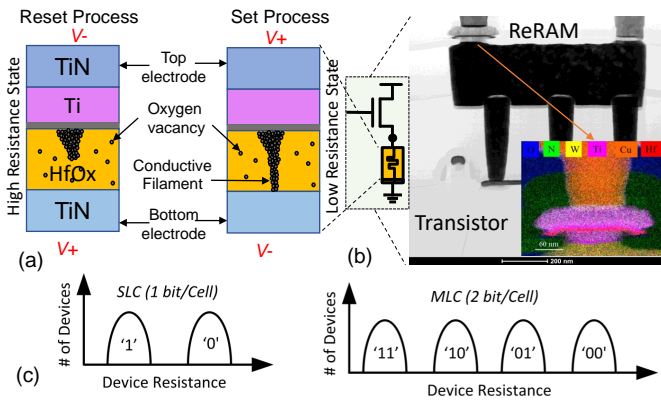 Reset Process
Set Process
V-
V+
High Resistance State
TiN
Ti
HfOx
TiN
Top
electrode
Oxygen
vacancy
Conductive
Filament
Bottom
electrode
Low Resistance State
V+
V-
(a)
(b)
ReRAM
Transistor
O N W Ti Cu Hf
60 nm
200 nm
SLC (1 bit/Cell)
# of Devices
'1' '0'
Device Resistance
(c)
MLC (2 bit/Cell)
# of Devices
'11' '10' '01' '00'
Device Resistance